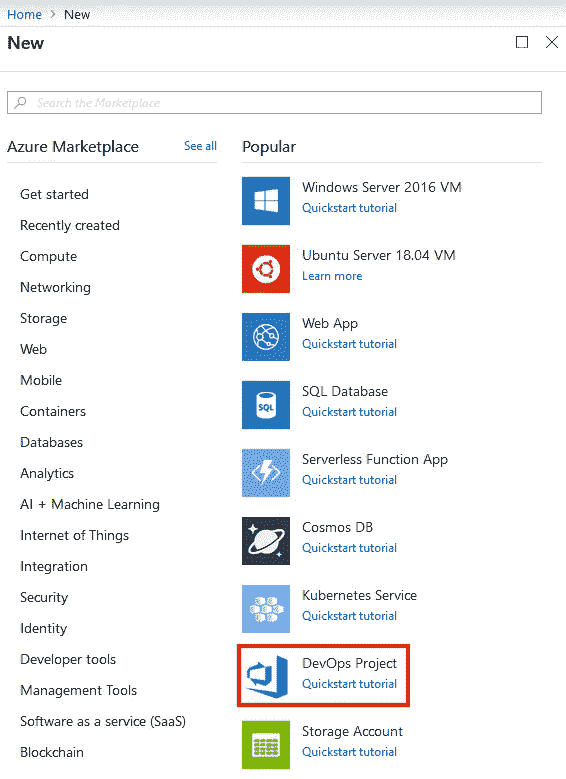 Home > New
New
Search the Marketplace
Azure Marketplace
See all
Get started
Recently created
Compute
Networking
Storage
Web
Mobile
Containers
Databases
Analytics
AI + Machine Learning
Internet of Things
Integration
Security
Identity
Developer tools
Management Tools
Software as a service (SaaS)
Blockchain
Popular
Windows Server 2016 VM
Quickstart tutorial
Ubuntu Server 18.04 VM
Learn more
Web App
Quickstart tutorial
SQL
SQL Database
Quickstart tutorial
Serverless Function App
Quickstart tutorial
Cosmos DB
Quickstart tutorial
Kubernetes Service
Quickstart tutorial
DevOps Project
Quickstart tutorial
Storage Account
Quickstart tutorial